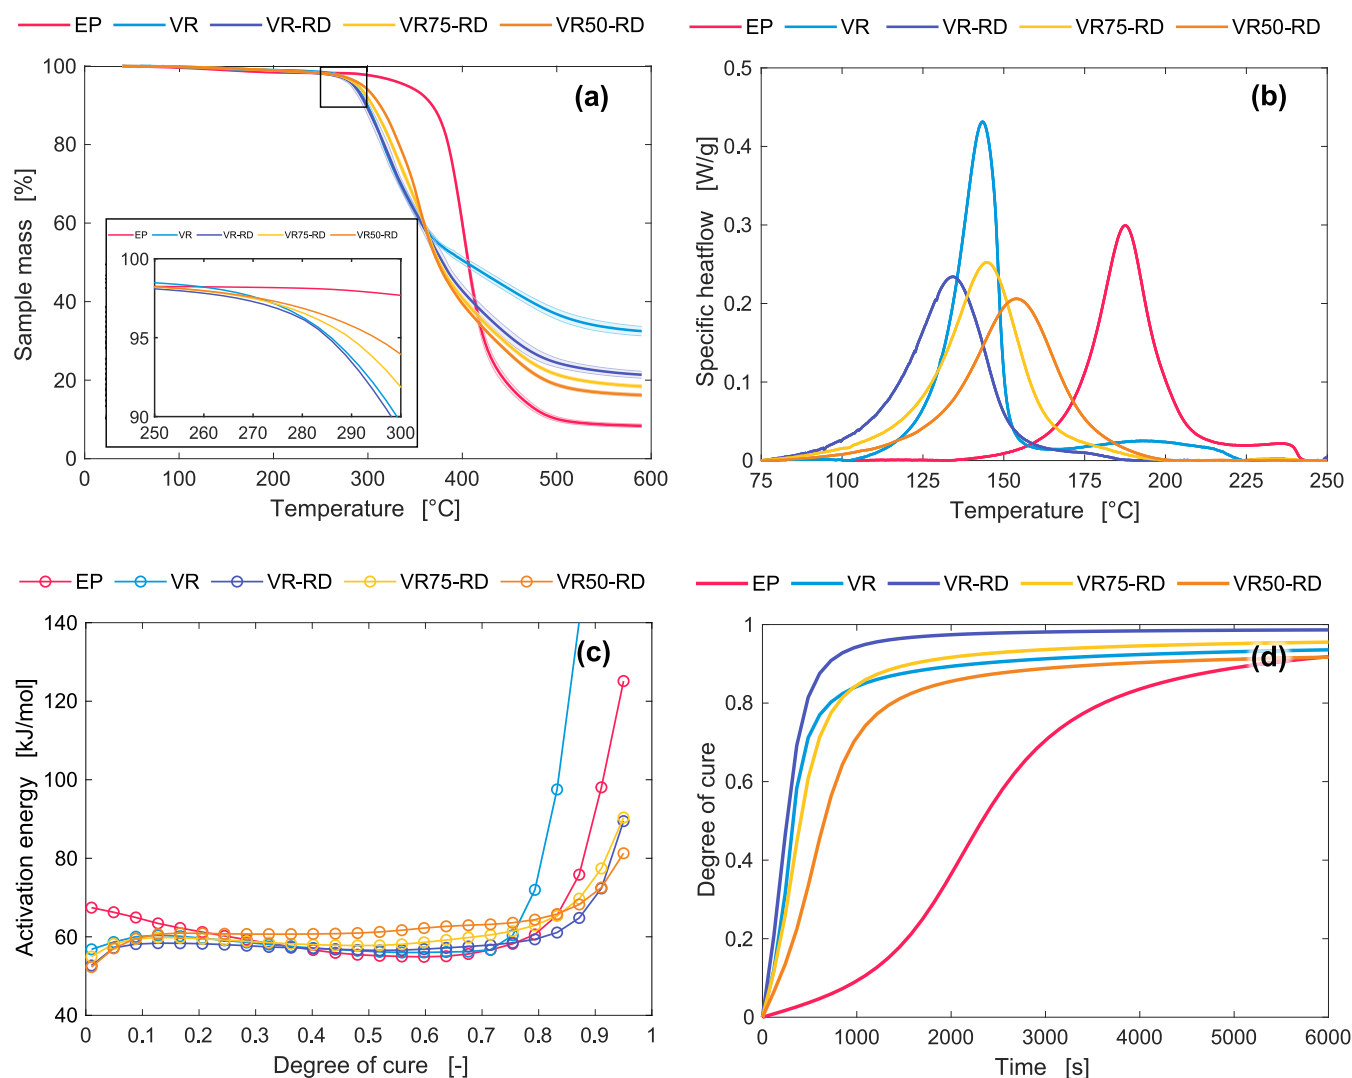 EP VR VR-RD VR75-RD VR50-RD
(a)
Sample mass [%]
100
80
60
40
20
0
EP VR VR-RD VR75-RD VR50-RD
100
98
95
90
250 260 270 280 290 300
0 100 200 300 400 500 600
Temperature [°C]
EP VR VR-RD VR75-RD VR50-RD
(b)
Specific heatflow [W/g]
0.5
0.4
0.3
0.2
0.1
0
75 100 125 150 175 200 225 250
Temperature [°C]
EP VR VR-RD VR75-RD VR50-RD
(c)
Activation energy [kJ/mol]
140
120
100
80
60
40
0 0.1 0.2 0.3 0.4 0.5 0.6 0.7 0.8 0.9 1
Degree of cure [-]
EP VR VR-RD VR75-RD VR50-RD
(d)
Degree of cure
1
0.8
0.6
0.4
0.2
0
0 1000 2000 3000 4000 5000 6000
Time [s]